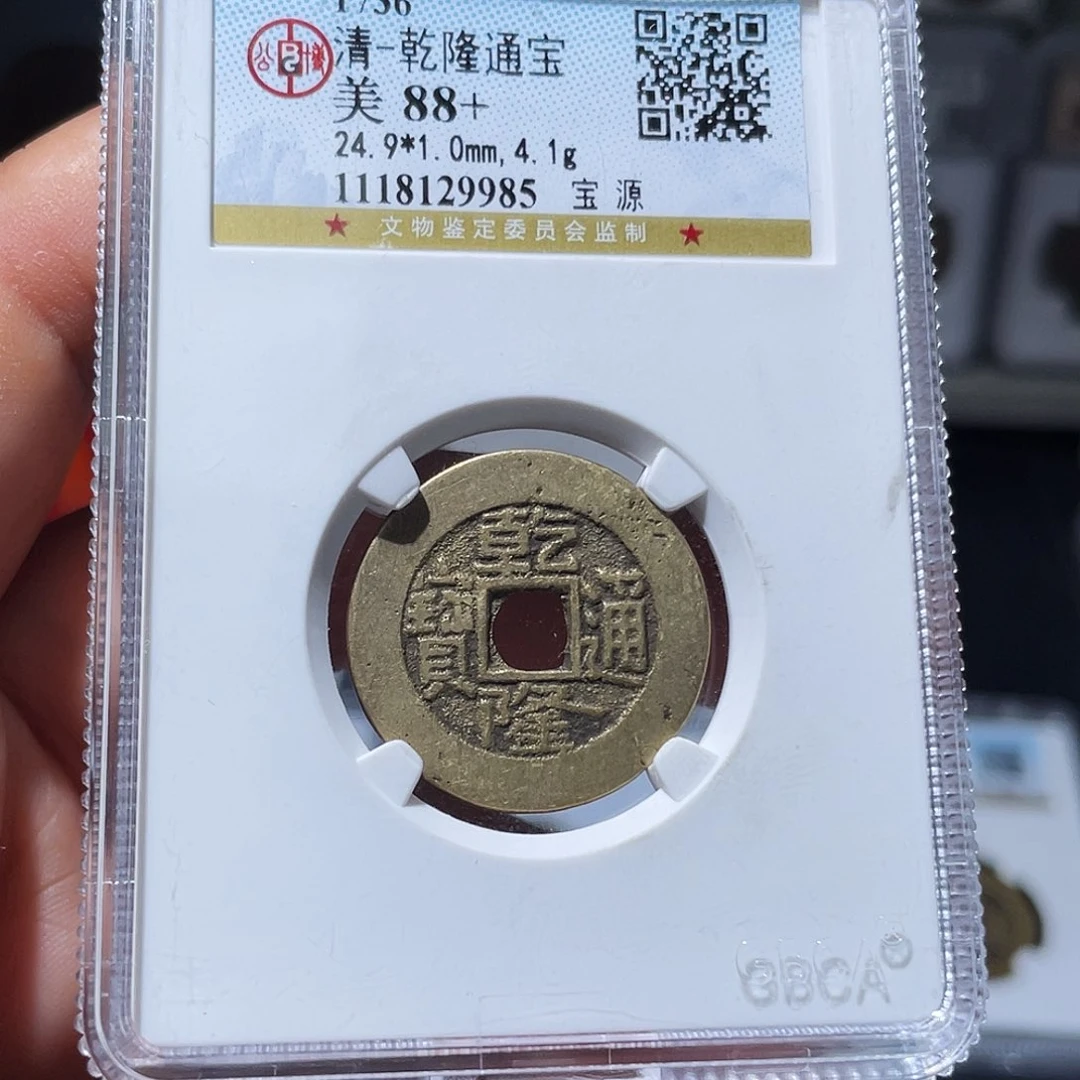 1736
清-乾隆通宝
美 88+
24.9*1.0mm,4.1g
1118129985 宝源
★ 文物鉴定委员会监制 ★
乾隆通寶
GBCA